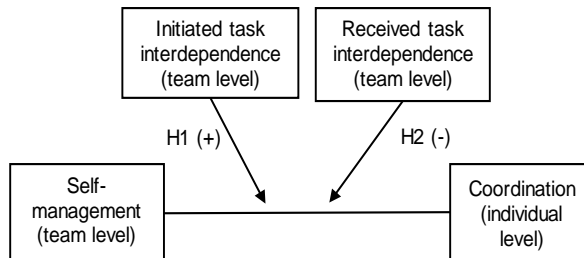 Initiated task
interdependence
(team level)
Received task
interdependence
(team level)
H1 (+)
H2 (-)
Self-
management
(team level)
Coordination
(individual
level)